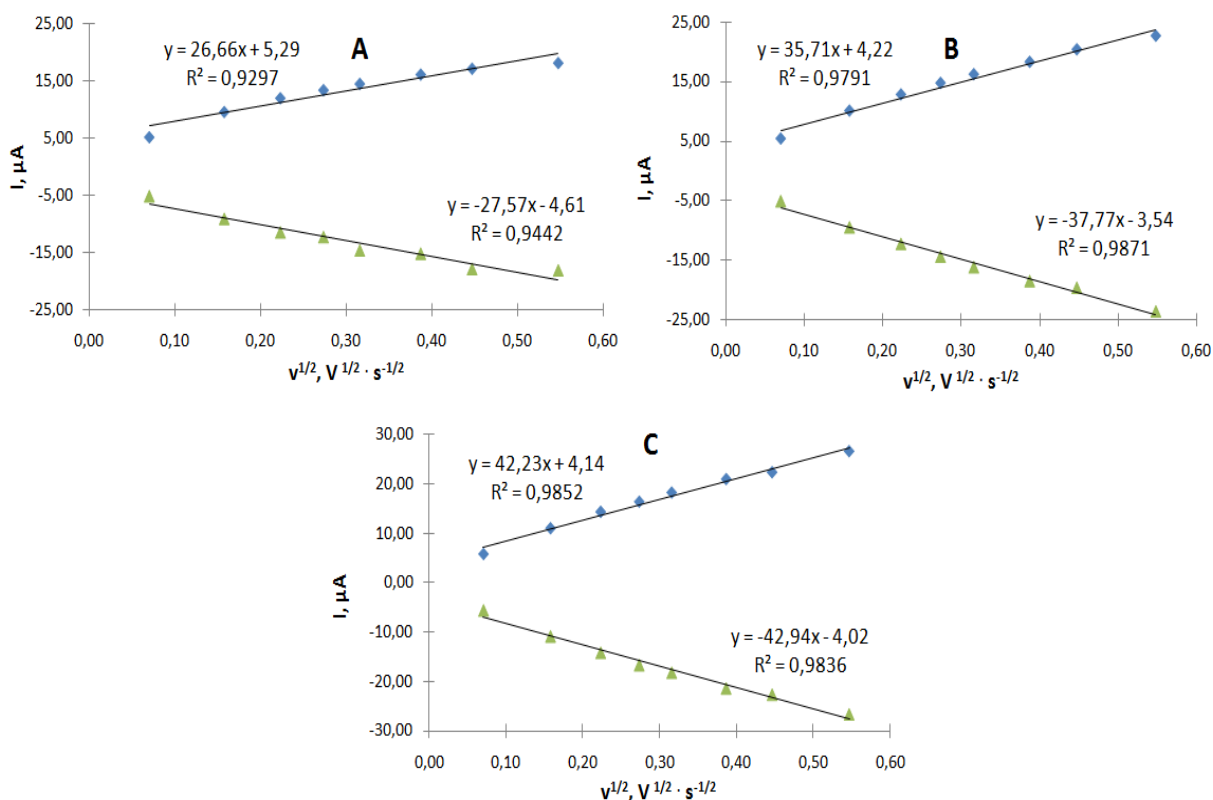 A
25,00
15,00
5,00
-5,00
-15,00
-25,00
I, µA
y = 26,66x + 5,29
R² = 0,9297
y = -27,57x - 4,61
R² = 0,9442
0,00 0,10 0,20 0,30 0,40 0,50 0,60
v^1/2, V^1/2 · s^-1/2
B
25,00
15,00
5,00
-5,00
-15,00
-25,00
I, µA
y = 35,71x + 4,22
R² = 0,9791
y = -37,77x - 3,54
R² = 0,9871
0,00 0,10 0,20 0,30 0,40 0,50 0,60
v^1/2, V^1/2 · s^-1/2
C
30,00
20,00
10,00
0,00
-10,00
-20,00
-30,00
I, µA
y = 42,23x + 4,14
R² = 0,9852
y = -42,94x - 4,02
R² = 0,9836
0,00 0,10 0,20 0,30 0,40 0,50 0,60
v^1/2, V^1/2 · s^-1/2